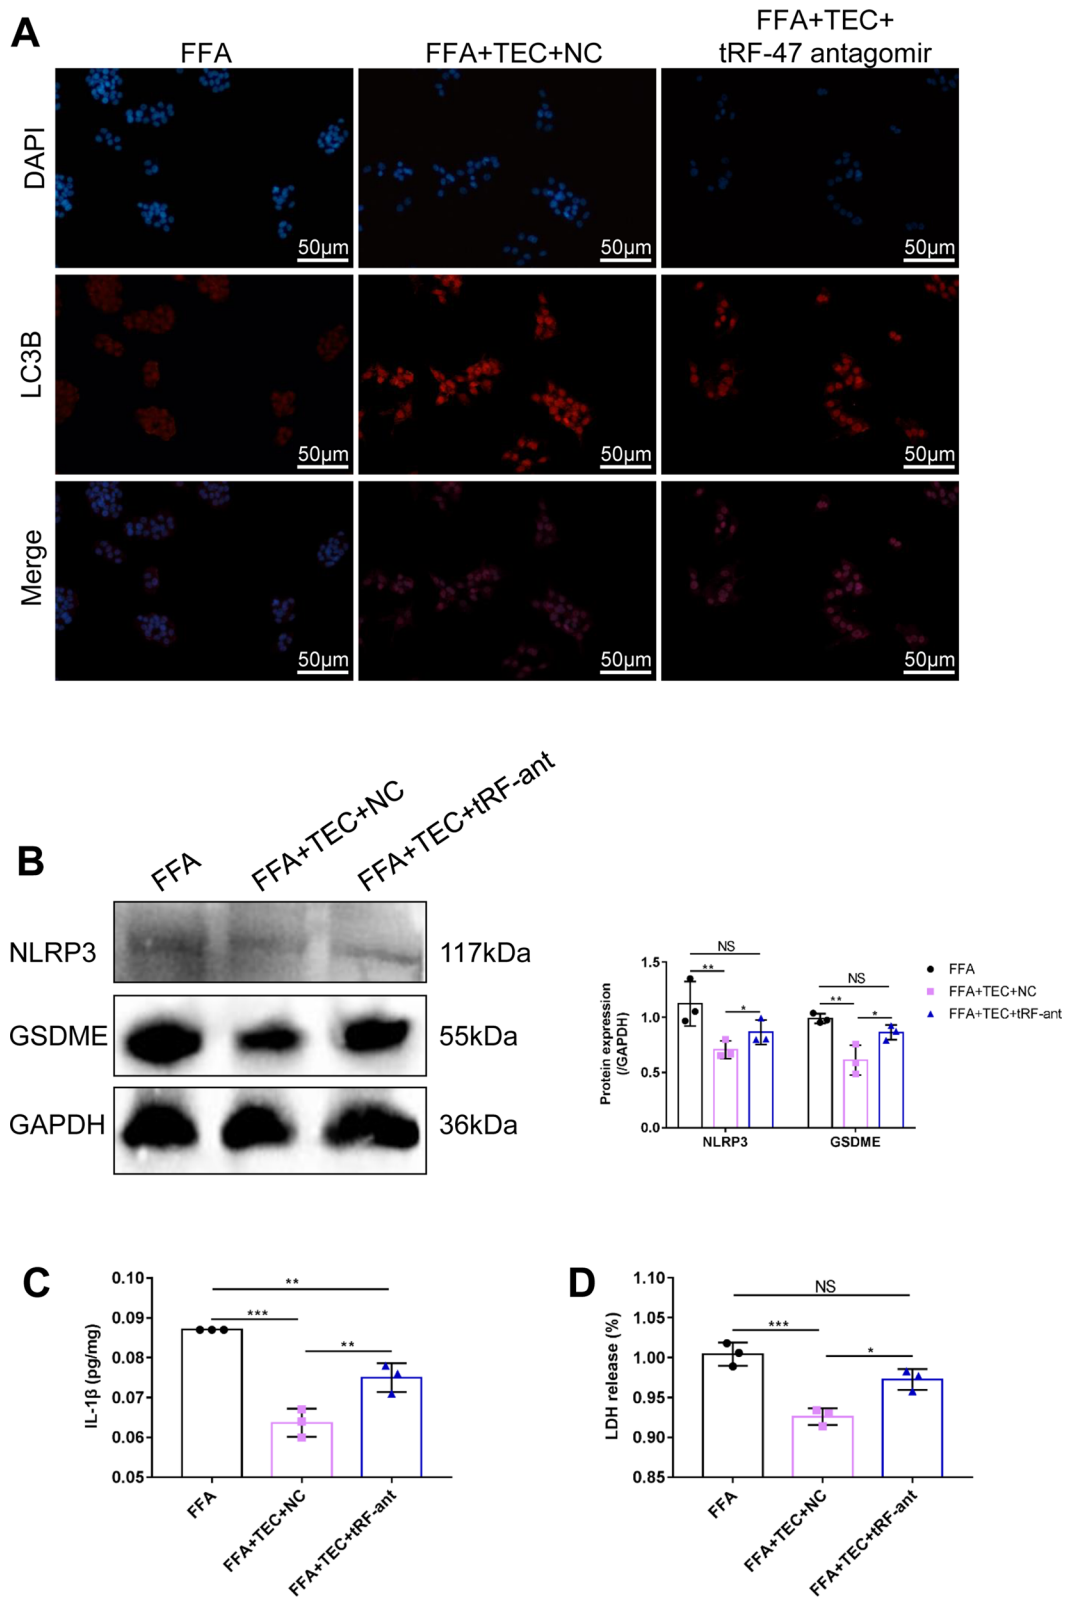 A
FFA
FFA+TEC+NC
FFA+TEC+
tRF-47 antagomir
DAPI
50μm
50μm
50μm
LC3B
50μm
50μm
50μm
Merge
50μm
50μm
50μm
B
FFA
FFA+TEC+NC
FFA+TEC+tRF-ant
NLRP3
117kDa
GSDME
55kDa
GAPDH
36kDa
Protein expression
(/GAPDH)
1.5
1.0
0.5
0.0
NS
**
*
NS
**
*
NLRP3
GSDME
FFA
FFA+TEC+NC
FFA+TEC+tRF-ant
C
IL-1β (pg/mg)
0.10
0.09
0.08
0.07
0.06
0.05
**
***
**
FFA
FFA+TEC+NC
FFA+TEC+tRF-ant
D
LDH release (%)
1.10
1.05
1.00
0.95
0.90
0.85
NS
***
*
FFA
FFA+TEC+NC
FFA+TEC+tRF-ant